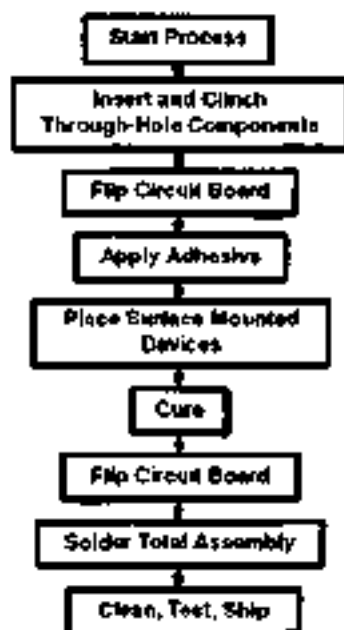 Start Process
Insert and Clinch
Through-Hole Components
Flip Circuit Board
Apply Adhesive
Place Surface Mounted
Devices
Cure
Flip Circuit Board
Solder Total Assembly
Clean, Test, Ship